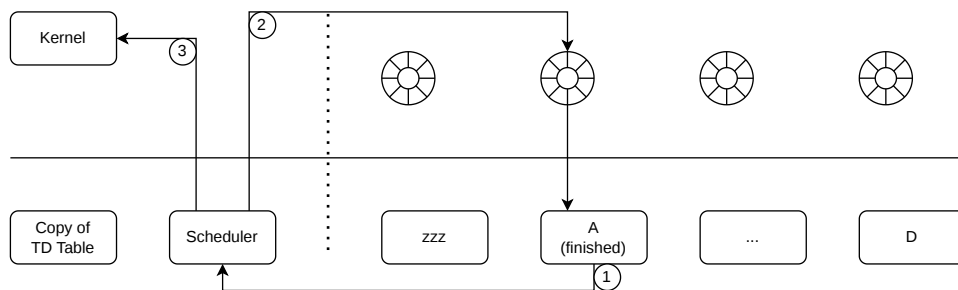 Kernel
3
2
Copy of
TD Table
Scheduler
zzz
A
(finished)
...
D
1